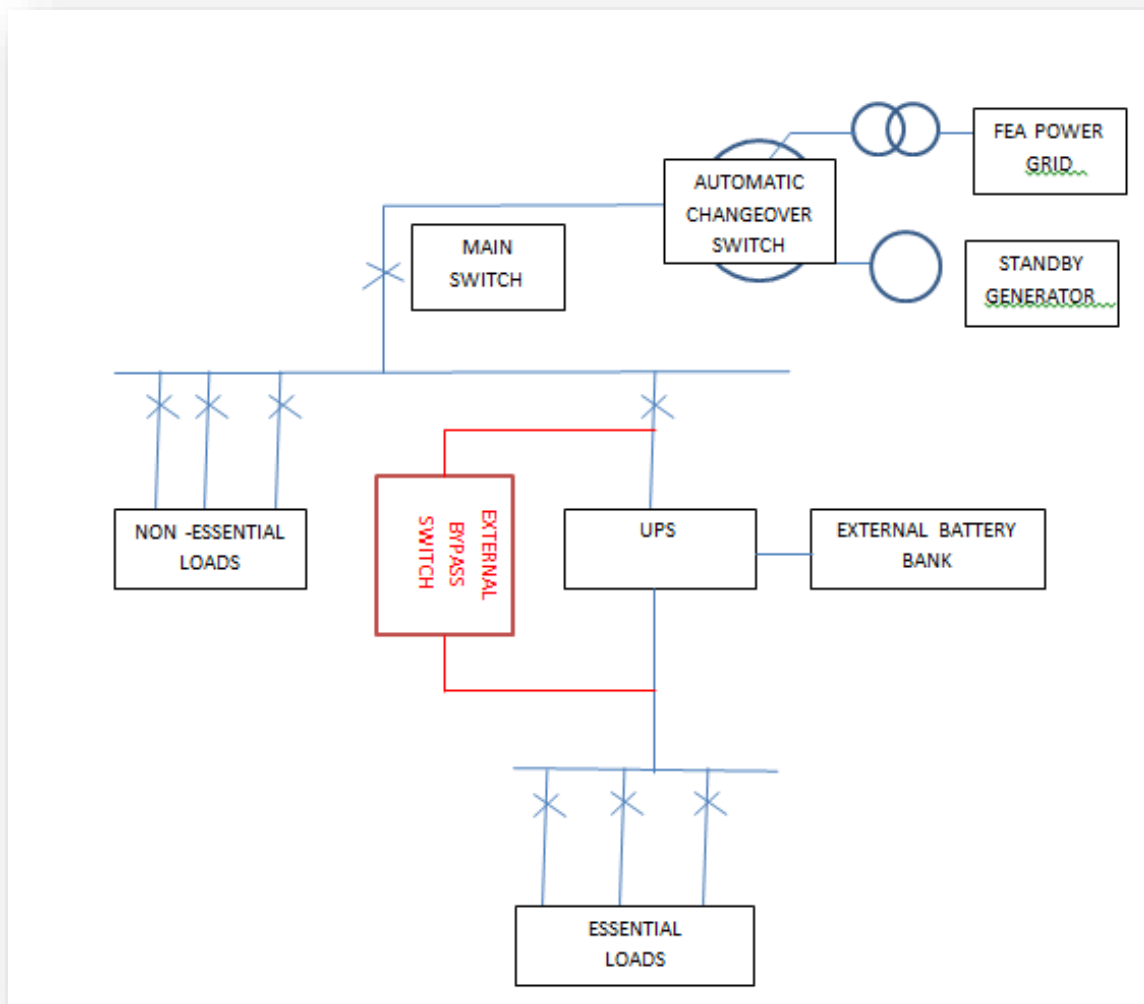 FEA POWER
GRID
AUTOMATIC
CHANGEOVER
SWITCH
STANDBY
GENERATOR
MAIN
SWITCH
NON -ESSENTIAL
LOADS
EXTERNAL
BYPASS
SWITCH
UPS
EXTERNAL BATTERY
BANK
ESSENTIAL
LOADS